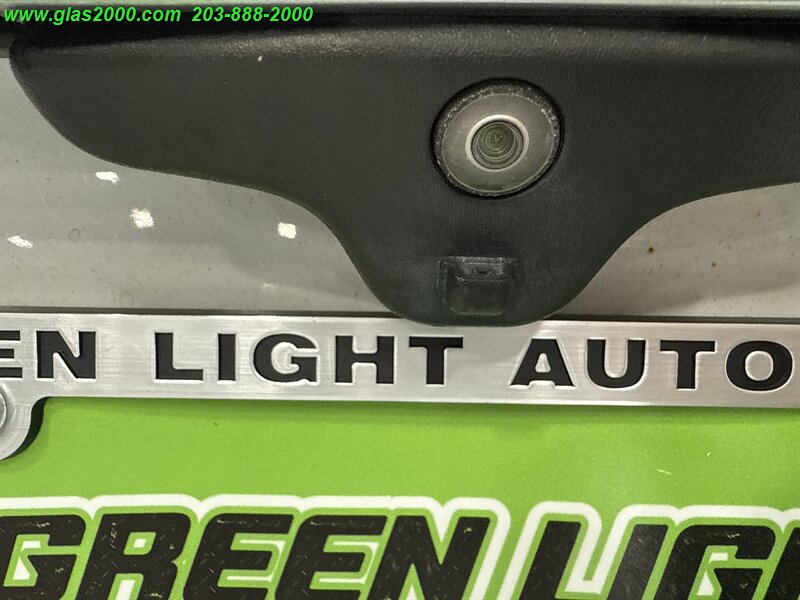 www.glas2000.com 203-888-2000
EN LIGHT AUTO
GREEN LIG